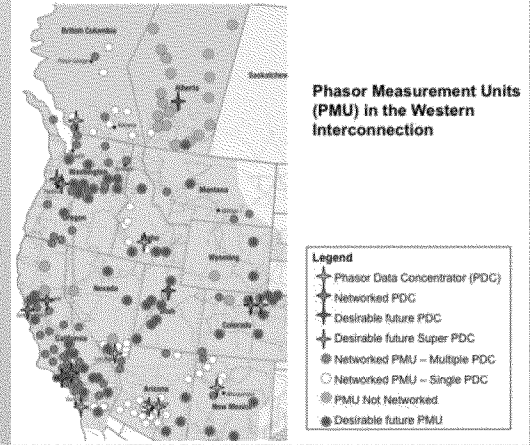 British Columbia
Alberta
Saskatchewan
Phasor Measurement Units
(PMU) in the Western
Interconnection
Washington
Montana
Oregon
Idaho
Wyoming
Nevada
Utah
Colorado
California
Arizona
New Mexico
Legend
Phasor Data Concentrator (PDC)
Networked PDC
Desirable future PDC
Desirable future Super PDC
Networked PMU – Multiple PDC
Networked PMU – Single PDC
PMU Not Networked
Desirable future PMU